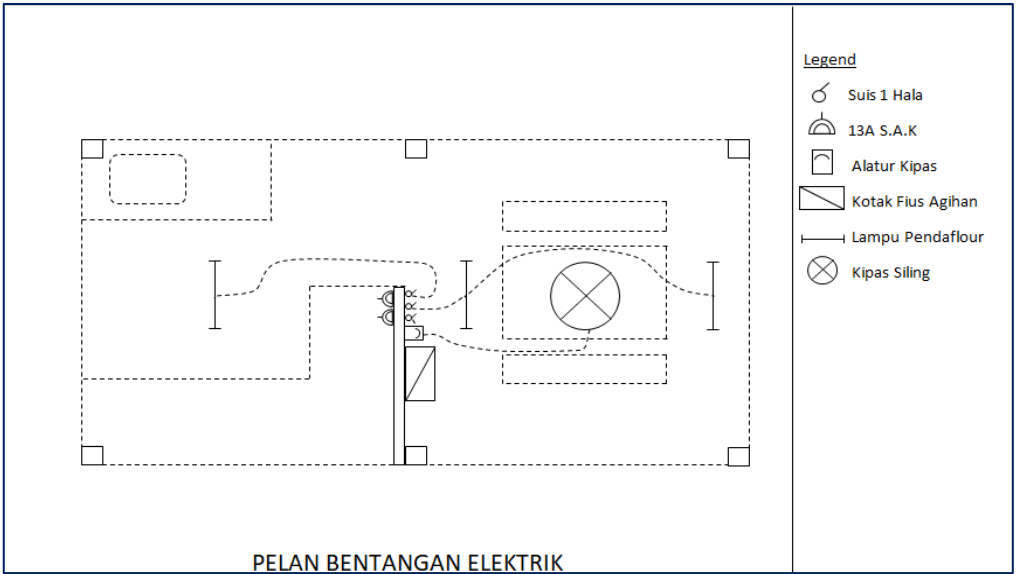 Legend
Suis 1 Hala
13A S.A.K
Alatur Kipas
Kotak Fius Agihan
Lampu Pendaflour
Kipas Siling
PELAN BENTANGAN ELEKTRIK